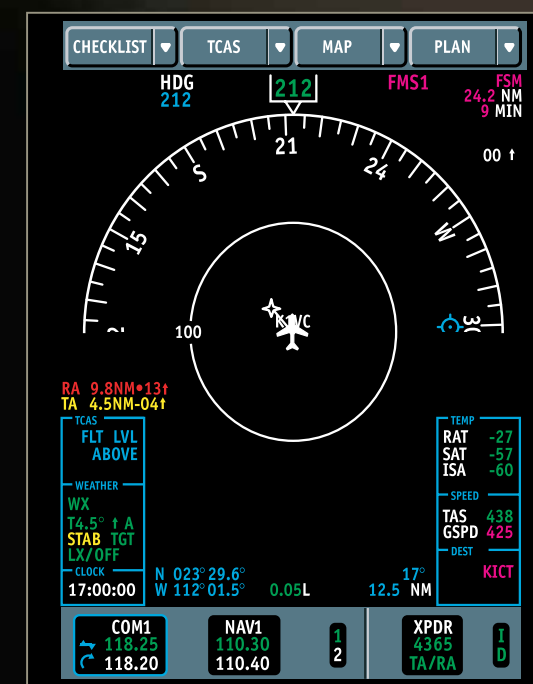 CHECKLIST TCAS MAP PLAN
HDG
212
212
FMS1
FSM
24.2 NM
9 MIN
00 ↑
21
S
24
15
W
30
100
RA 9.8NM•13↑
TA 4.5NM-04↑
TCAS
FLT LVL
ABOVE
WEATHER
WX
T4.5° ↑ A
STAB TGT
LX/OFF
CLOCK
17:00:00
N 023°29.6°
W 112°01.5°
0.05L
17°
12.5 NM
TEMP
RAT -27
SAT -57
ISA -60
SPEED
TAS 438
GSPD 425
DEST
KICT
COM1
118.25
118.20
NAV1
110.30
110.40
1
2
XPDR
4365
TA/RA
I
D